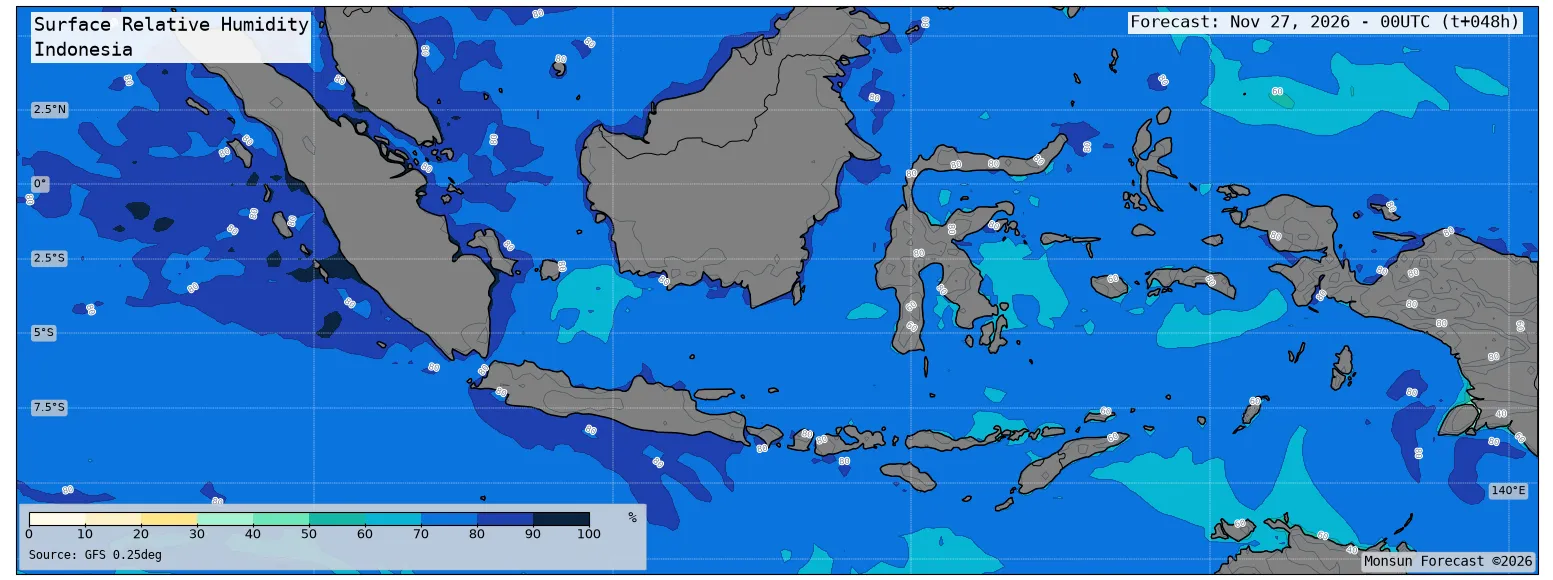 Surface Relative Humidity
Indonesia
Forecast: Nov 27, 2026 - 00UTC (t+048h)
2.5°N
0°
2.5°S
5°S
7.5°S
140°E
%
0 10 20 30 40 50 60 70 80 90 100
Source: GFS 0.25deg
Monsun Forecast ©2026